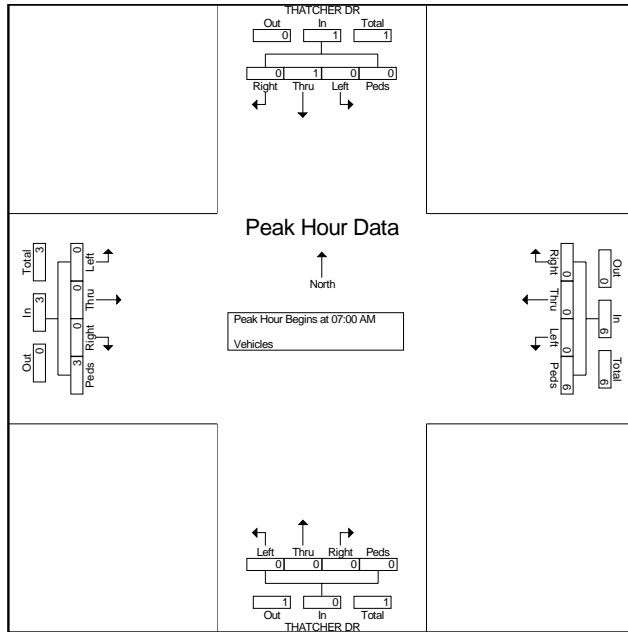 THATCHER DR
Out In Total
0 1 1
0 1 0 0
Right Thru Left Peds
Peak Hour Data
North
Peak Hour Begins at 07:00 AM
Vehicles
Total In Out
3 3 0
0 0 0 3
Left Thru Right Peds
Right Thru Left Peds
0 0 0 6
Out In Total
0 6 6
Left Thru Right Peds
0 0 0 0
1 0 1
Out In Total
THATCHER DR